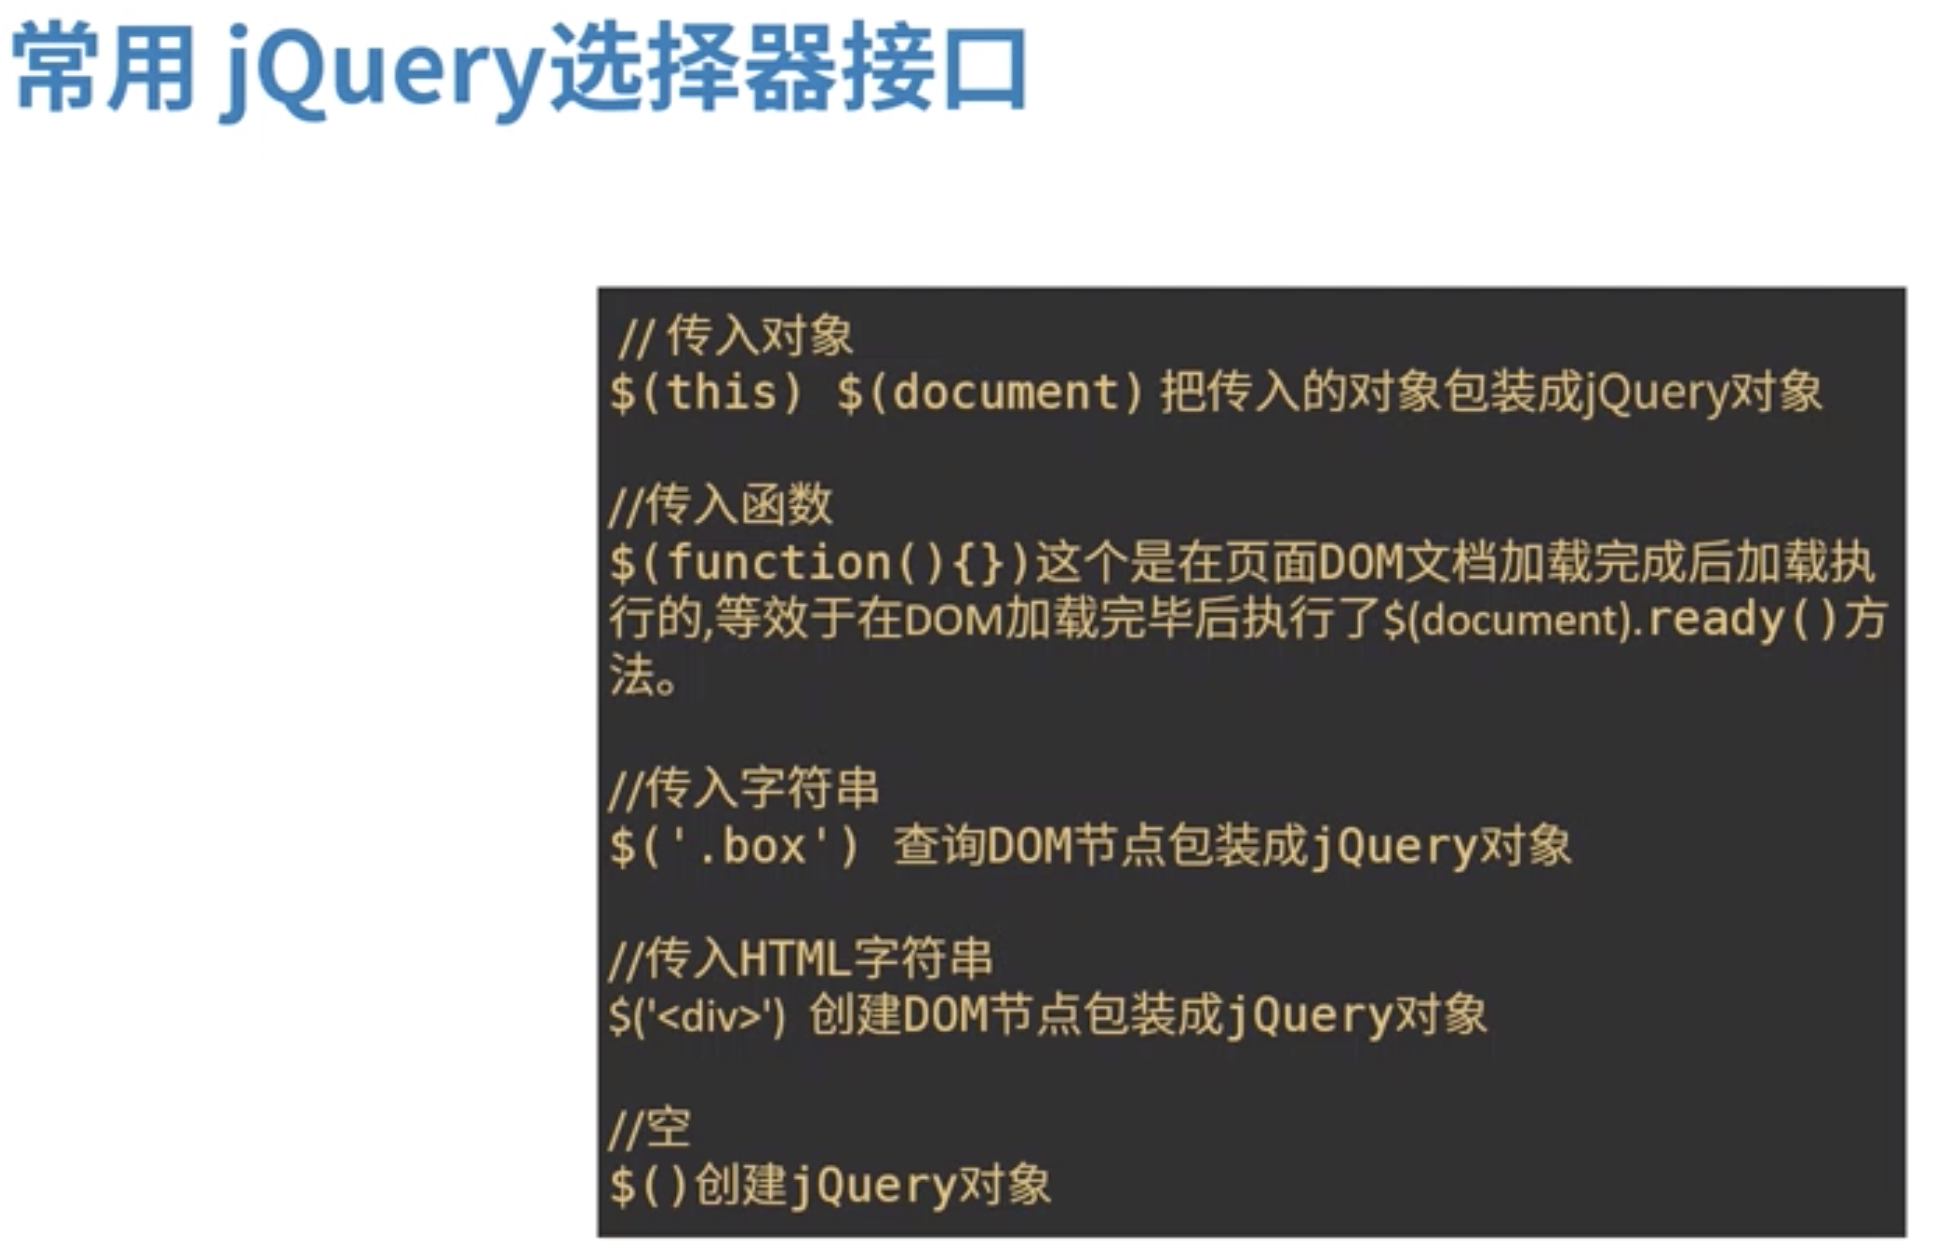 常用 jQuery选择器接口
// 传入对象
$(this) $(document) 把传入的对象包装成jQuery对象
//传入函数
$(function(){})这个是在页面DOM文档加载完成后加载执
行的,等效于在DOM加载完毕后执行了$(document).ready()方
法。
//传入字符串
$('.box') 查询DOM节点包装成jQuery对象
//传入HTML字符串
$('<div>') 创建DOM节点包装成jQuery对象
//空
$()创建jQuery对象